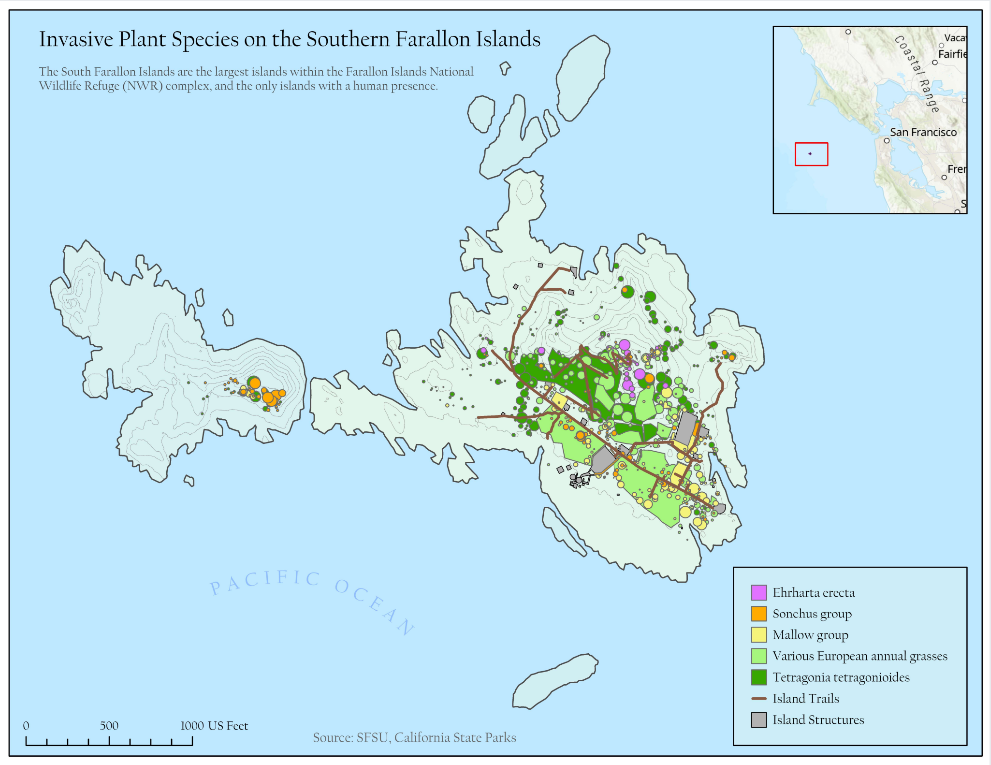 Invasive Plant Species on the Southern Farallon Islands
The South Farallon Islands are the largest islands within the Farallon Islands National
Wildlife Refuge (NWR) complex, and the only islands with a human presence.
Coastal Range
Vaca
Fairfie
San Francisco
Fren
S
PACIFIC OCEAN
Ehrharta erecta
Sonchus group
Mallow group
Various European annual grasses
Tetragonia tetragonioides
Island Trails
Island Structures
0 500 1000 US Feet
Source: SFSU, California State Parks